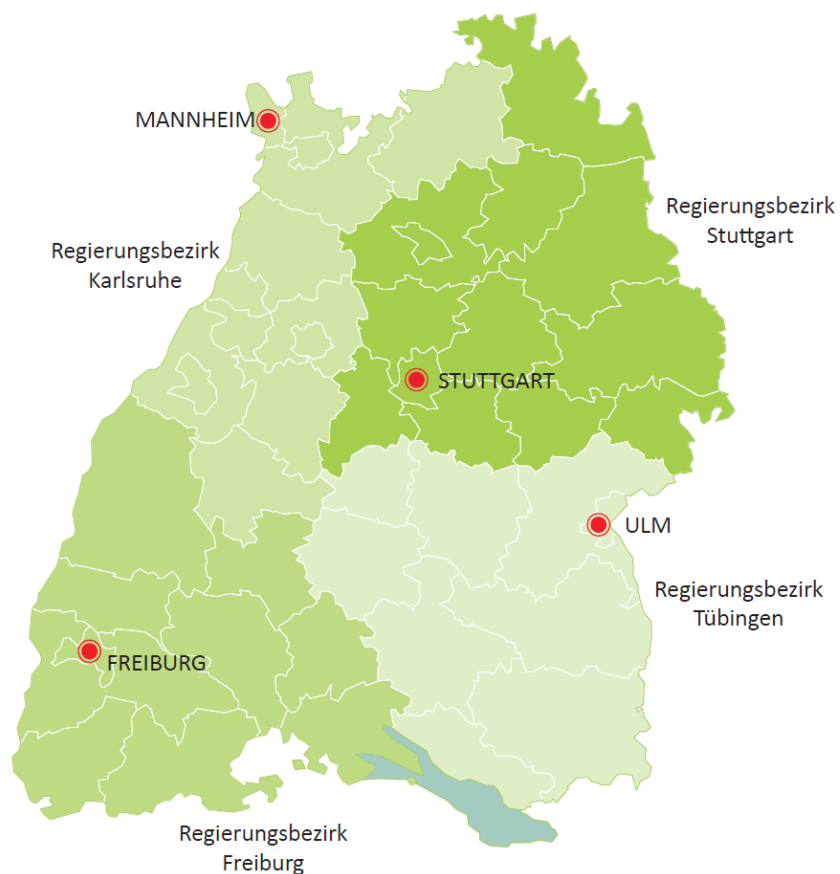 MANNHEIM
Regierungsbezirk
Stuttgart
Regierungsbezirk
Karlsruhe
STUTTGART
ULM
Regierungsbezirk
Tübingen
FREIBURG
Regierungsbezirk
Freiburg